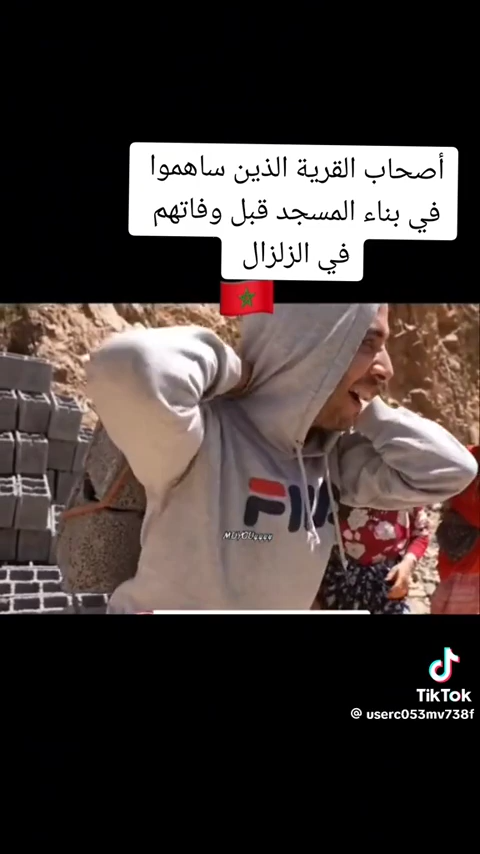 أصحاب القرية الذين ساهموا
في بناء المسجد قبل وفاتهم
في الزلزال
FILA
TikTok
@ userc053mv738f